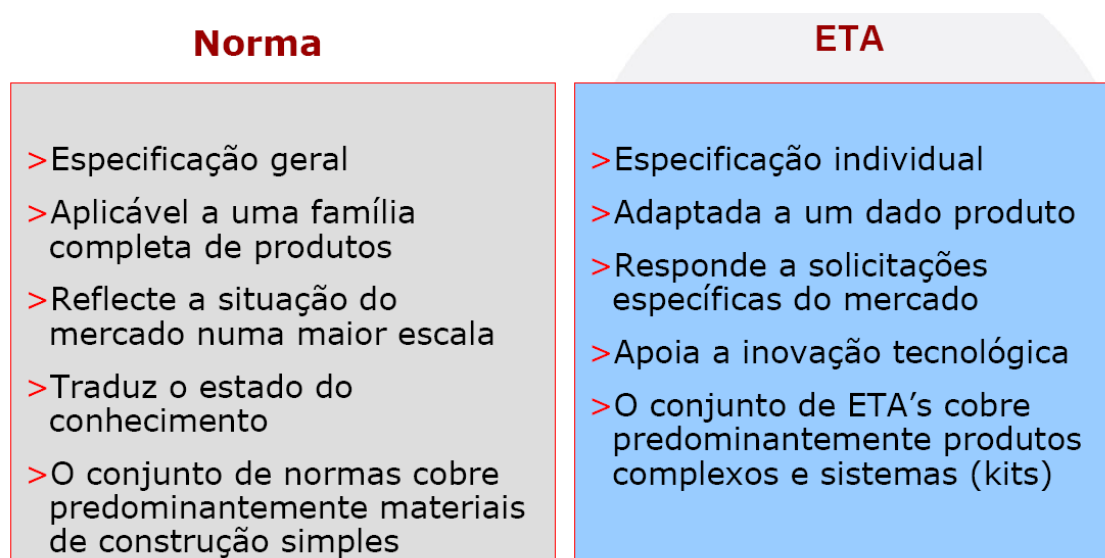 Norma
>Especificação geral
>Aplicável a uma família
completa de produtos
>Reflecte a situação do
mercado numa maior escala
>Traduz o estado do
conhecimento
>O conjunto de normas cobre
predominantemente materiais
de construção simples
ETA
>Especificação individual
>Adaptada a um dado produto
>Responde a solicitações
específicas do mercado
>Apoia a inovação tecnológica
>O conjunto de ETA’s cobre
predominantemente produtos
complexos e sistemas (kits)